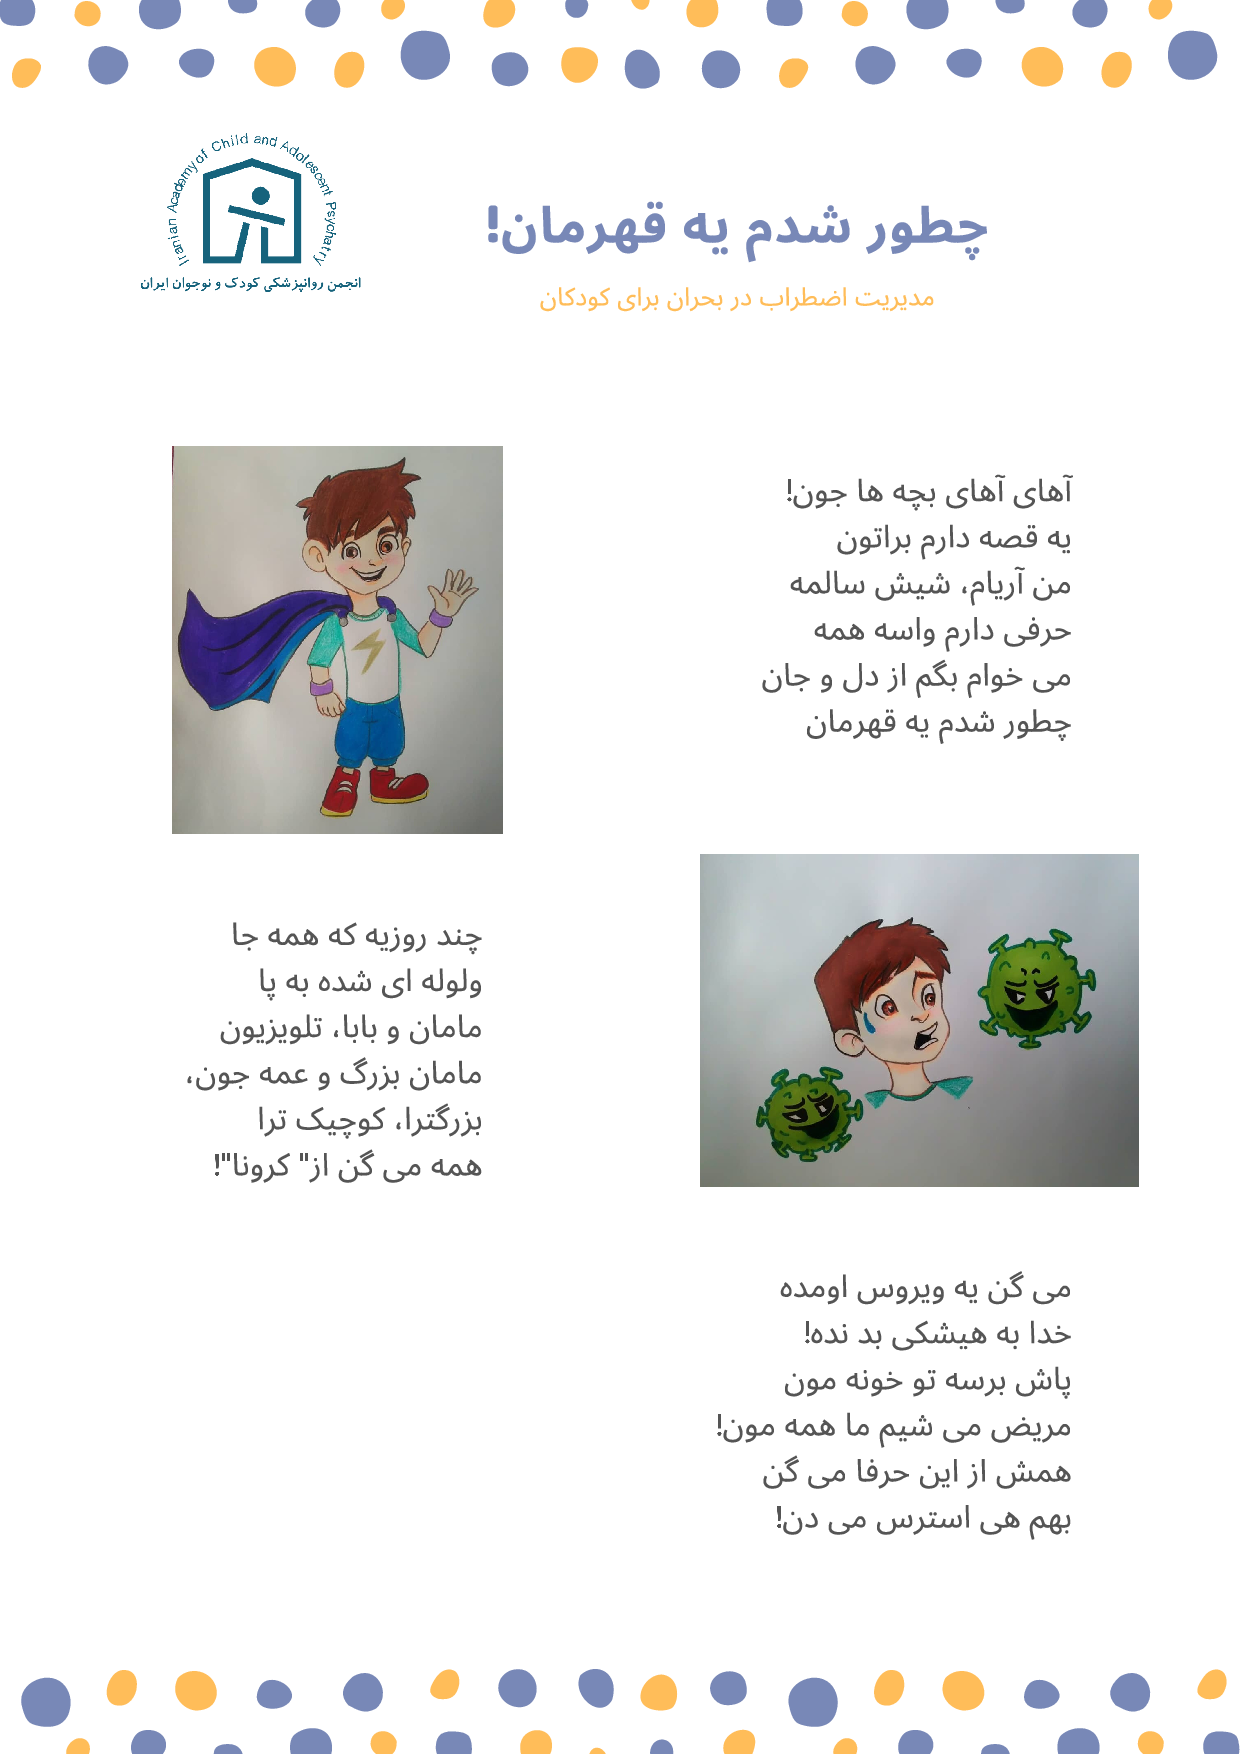 Iranian Academy of Child and Adolescent Psychatry
انجمن روانپزشکی کودک و نوجوان ایران
چطور شدم یه قهرمان!
مدیریت اضطراب در بحران برای کودکان
آهای آهای بچه ها جون!
یه قصه دارم براتون
من آریام، شیش سالمه
حرفی دارم واسه همه
می خوام بگم از دل و جان
چطور شدم یه قهرمان
چند روزیه که همه جا
ولوله ای شده به پا
مامان و بابا، تلویزیون
مامان بزرگ و عمه جون،
بزرگترا، کوچیک ترا
همه می گن از" کرونا"!
می گن یه ویروس اومده
خدا به هیشکی بد نده!
پاش برسه تو خونه مون
مریض می شیم ما همه مون!
همش از این حرفا می گن
بهم هی استرس می دن!